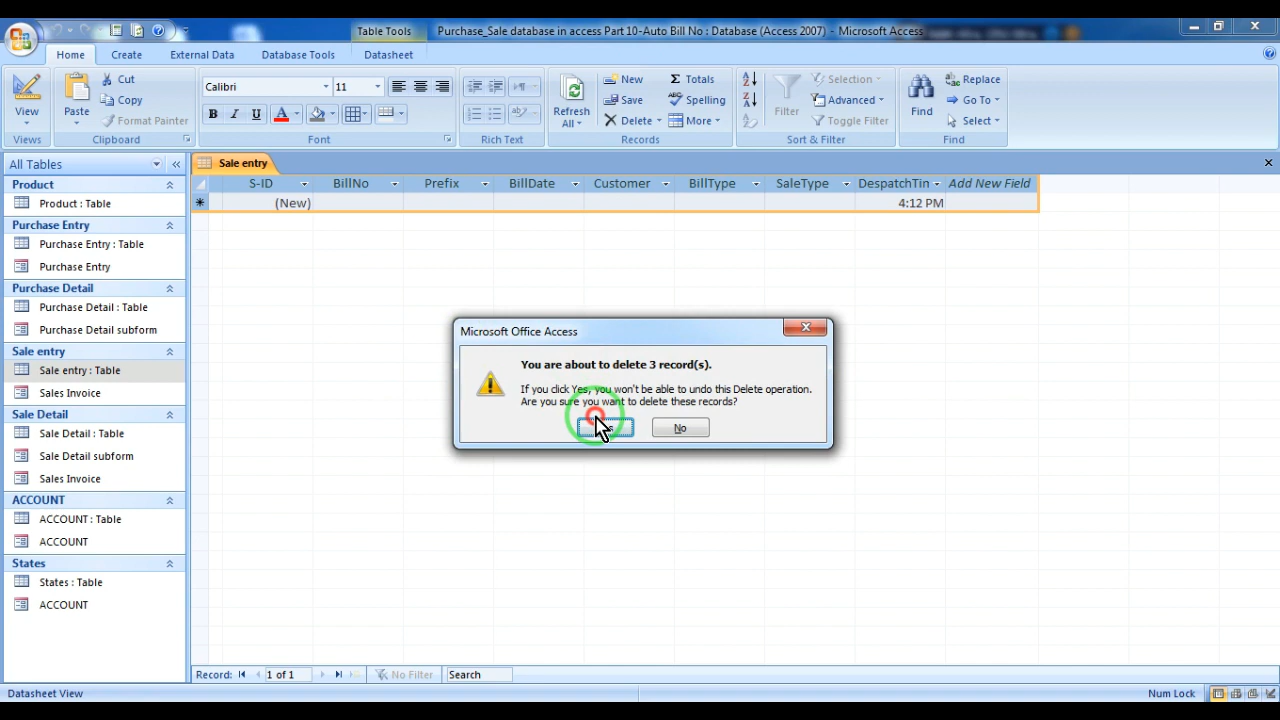 Table Tools
Purchase_Sale database in access Part 10-Auto Bill No : Database (Access 2007) - Microsoft Access
Home
Create
External Data
Database Tools
Datasheet
View
Views
Paste
Cut
Copy
Format Painter
Clipboard
Calibri
11
B I U A
Font
Rich Text
Refresh
All
New
Save
Delete
Totals
Spelling
More
Records
Filter
Selection
Advanced
Toggle Filter
Sort & Filter
Find
Replace
Go To
Select
Find
All Tables
Product
Product : Table
Purchase Entry
Purchase Entry : Table
Purchase Entry
Purchase Detail
Purchase Detail : Table
Purchase Detail subform
Sale entry
Sale entry : Table
Sales Invoice
Sale Detail
Sale Detail : Table
Sale Detail subform
Sales Invoice
ACCOUNT
ACCOUNT : Table
ACCOUNT
States
States : Table
ACCOUNT
Sale entry
S-ID BillNo Prefix BillDate Customer BillType SaleType DespatchTin Add New Field
(New) 4:12 PM
Microsoft Office Access
You are about to delete 3 record(s).
If you click Yes, you won't be able to undo this Delete operation.
Are you sure you want to delete these records?
No
Record: 1 of 1 No Filter Search
Datasheet View
Num Lock